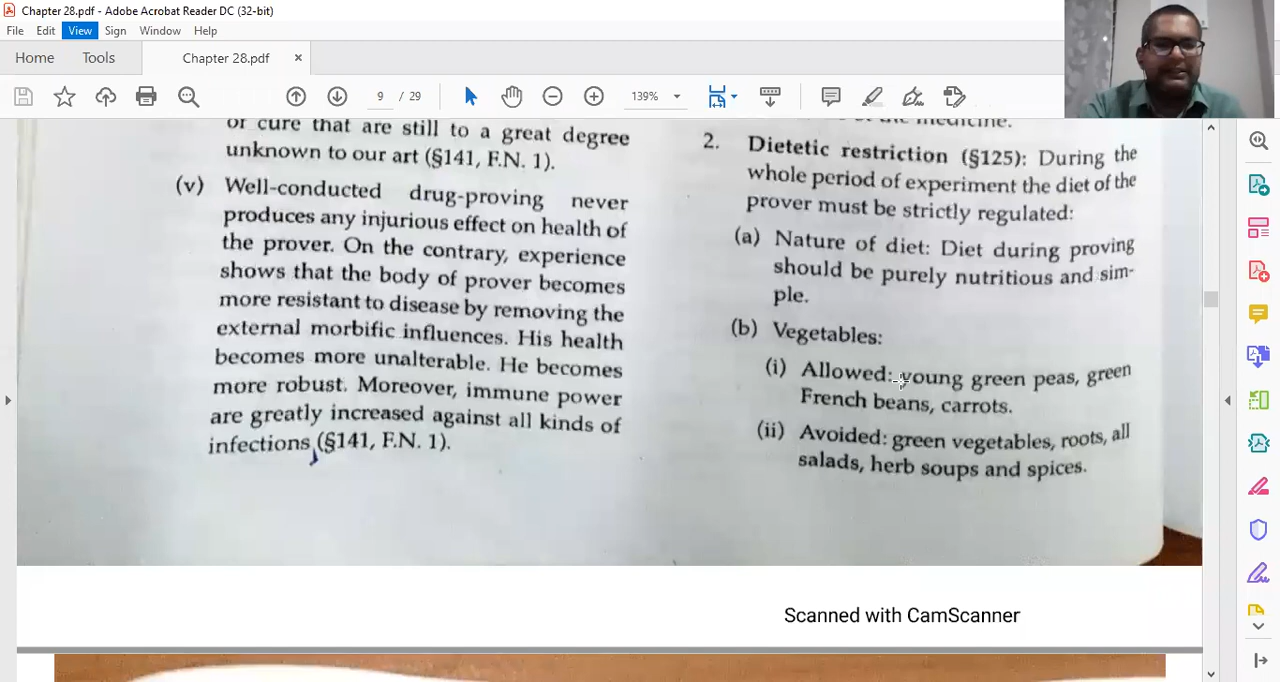 Chapter 28.pdf - Adobe Acrobat Reader DC (32-bit)
File Edit View Sign Window Help
Home Tools Chapter 28.pdf ×
9 / 29 139%
of cure that are still to a great degree
unknown to our art (§141, F.N. 1).
(v) Well-conducted drug-proving never
produces any injurious effect on health of
the prover. On the contrary, experience
shows that the body of prover becomes
more resistant to disease by removing the
external morbific influences. His health
becomes more unalterable. He becomes
more robust. Moreover, immune power
are greatly increased against all kinds of
infections (§141, F.N. 1).
the medicine.
2. Dietetic restriction (§125): During the
whole period of experiment the diet of the
prover must be strictly regulated:
(a) Nature of diet: Diet during proving
should be purely nutritious and sim-
ple.
(b) Vegetables:
(i) Allowed: young green peas, green
French beans, carrots.
(ii) Avoided: green vegetables, roots, all
salads, herb soups and spices.
Scanned with CamScanner